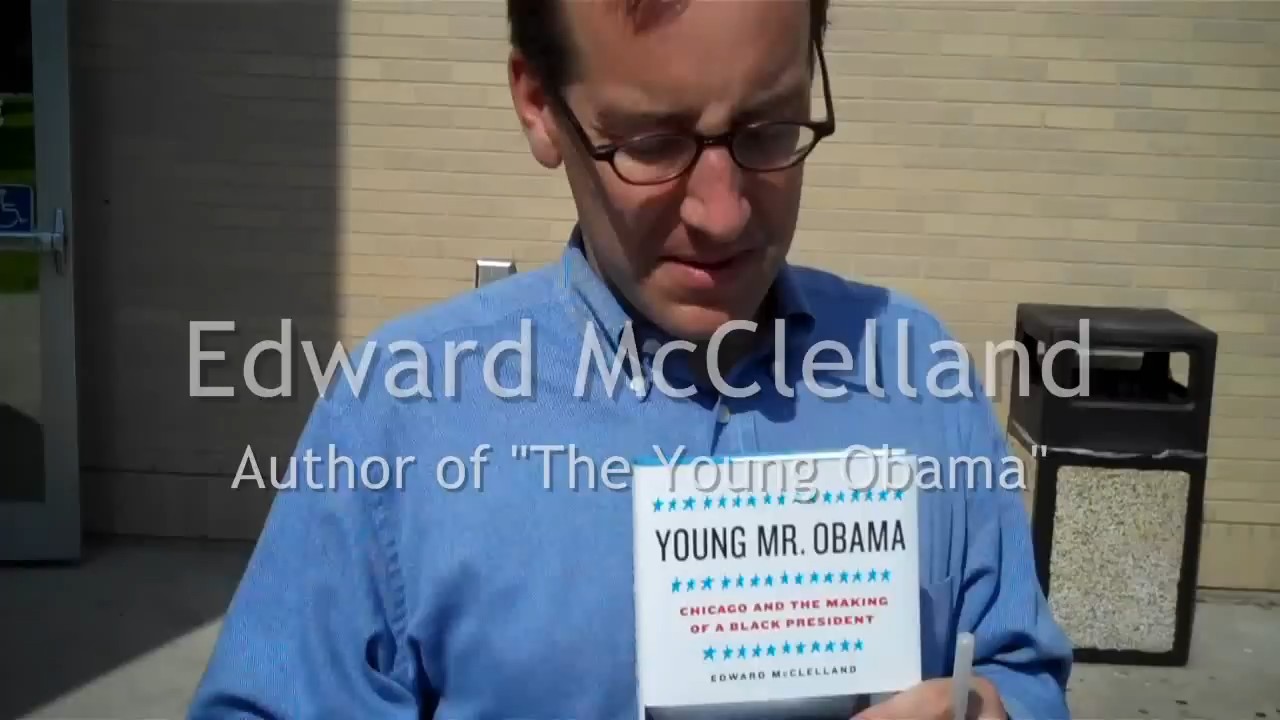 Edward McClelland
Author of "The Young Obama"
YOUNG MR. OBAMA
CHICAGO AND THE MAKING
OF A BLACK PRESIDENT
EDWARD McCLELLAND